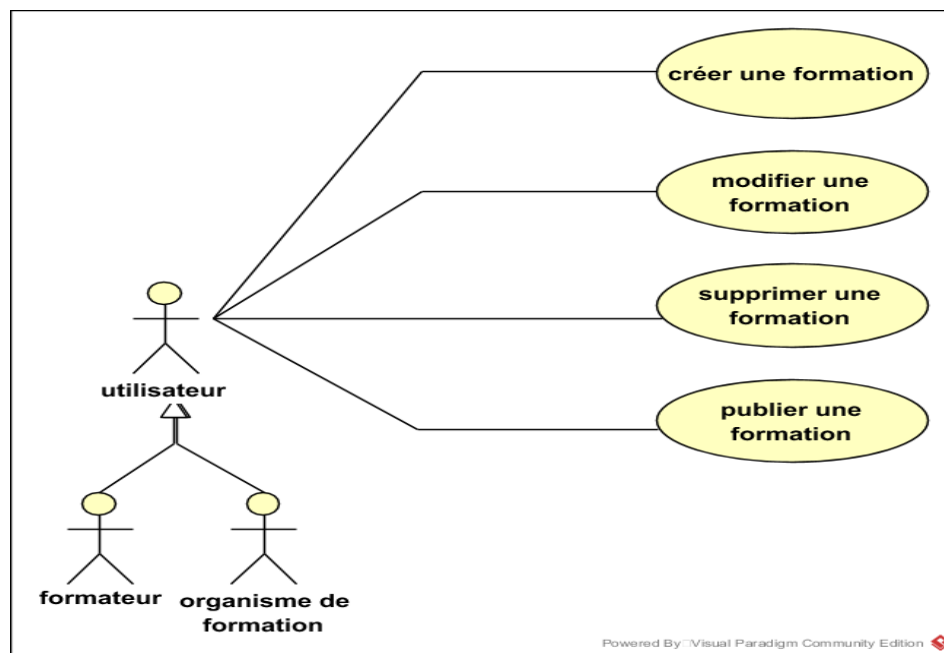 créer une formation
modifier une
formation
supprimer une
formation
utilisateur
publier une
formation
formateur
organisme de
formation
Powered By Visual Paradigm Community Edition